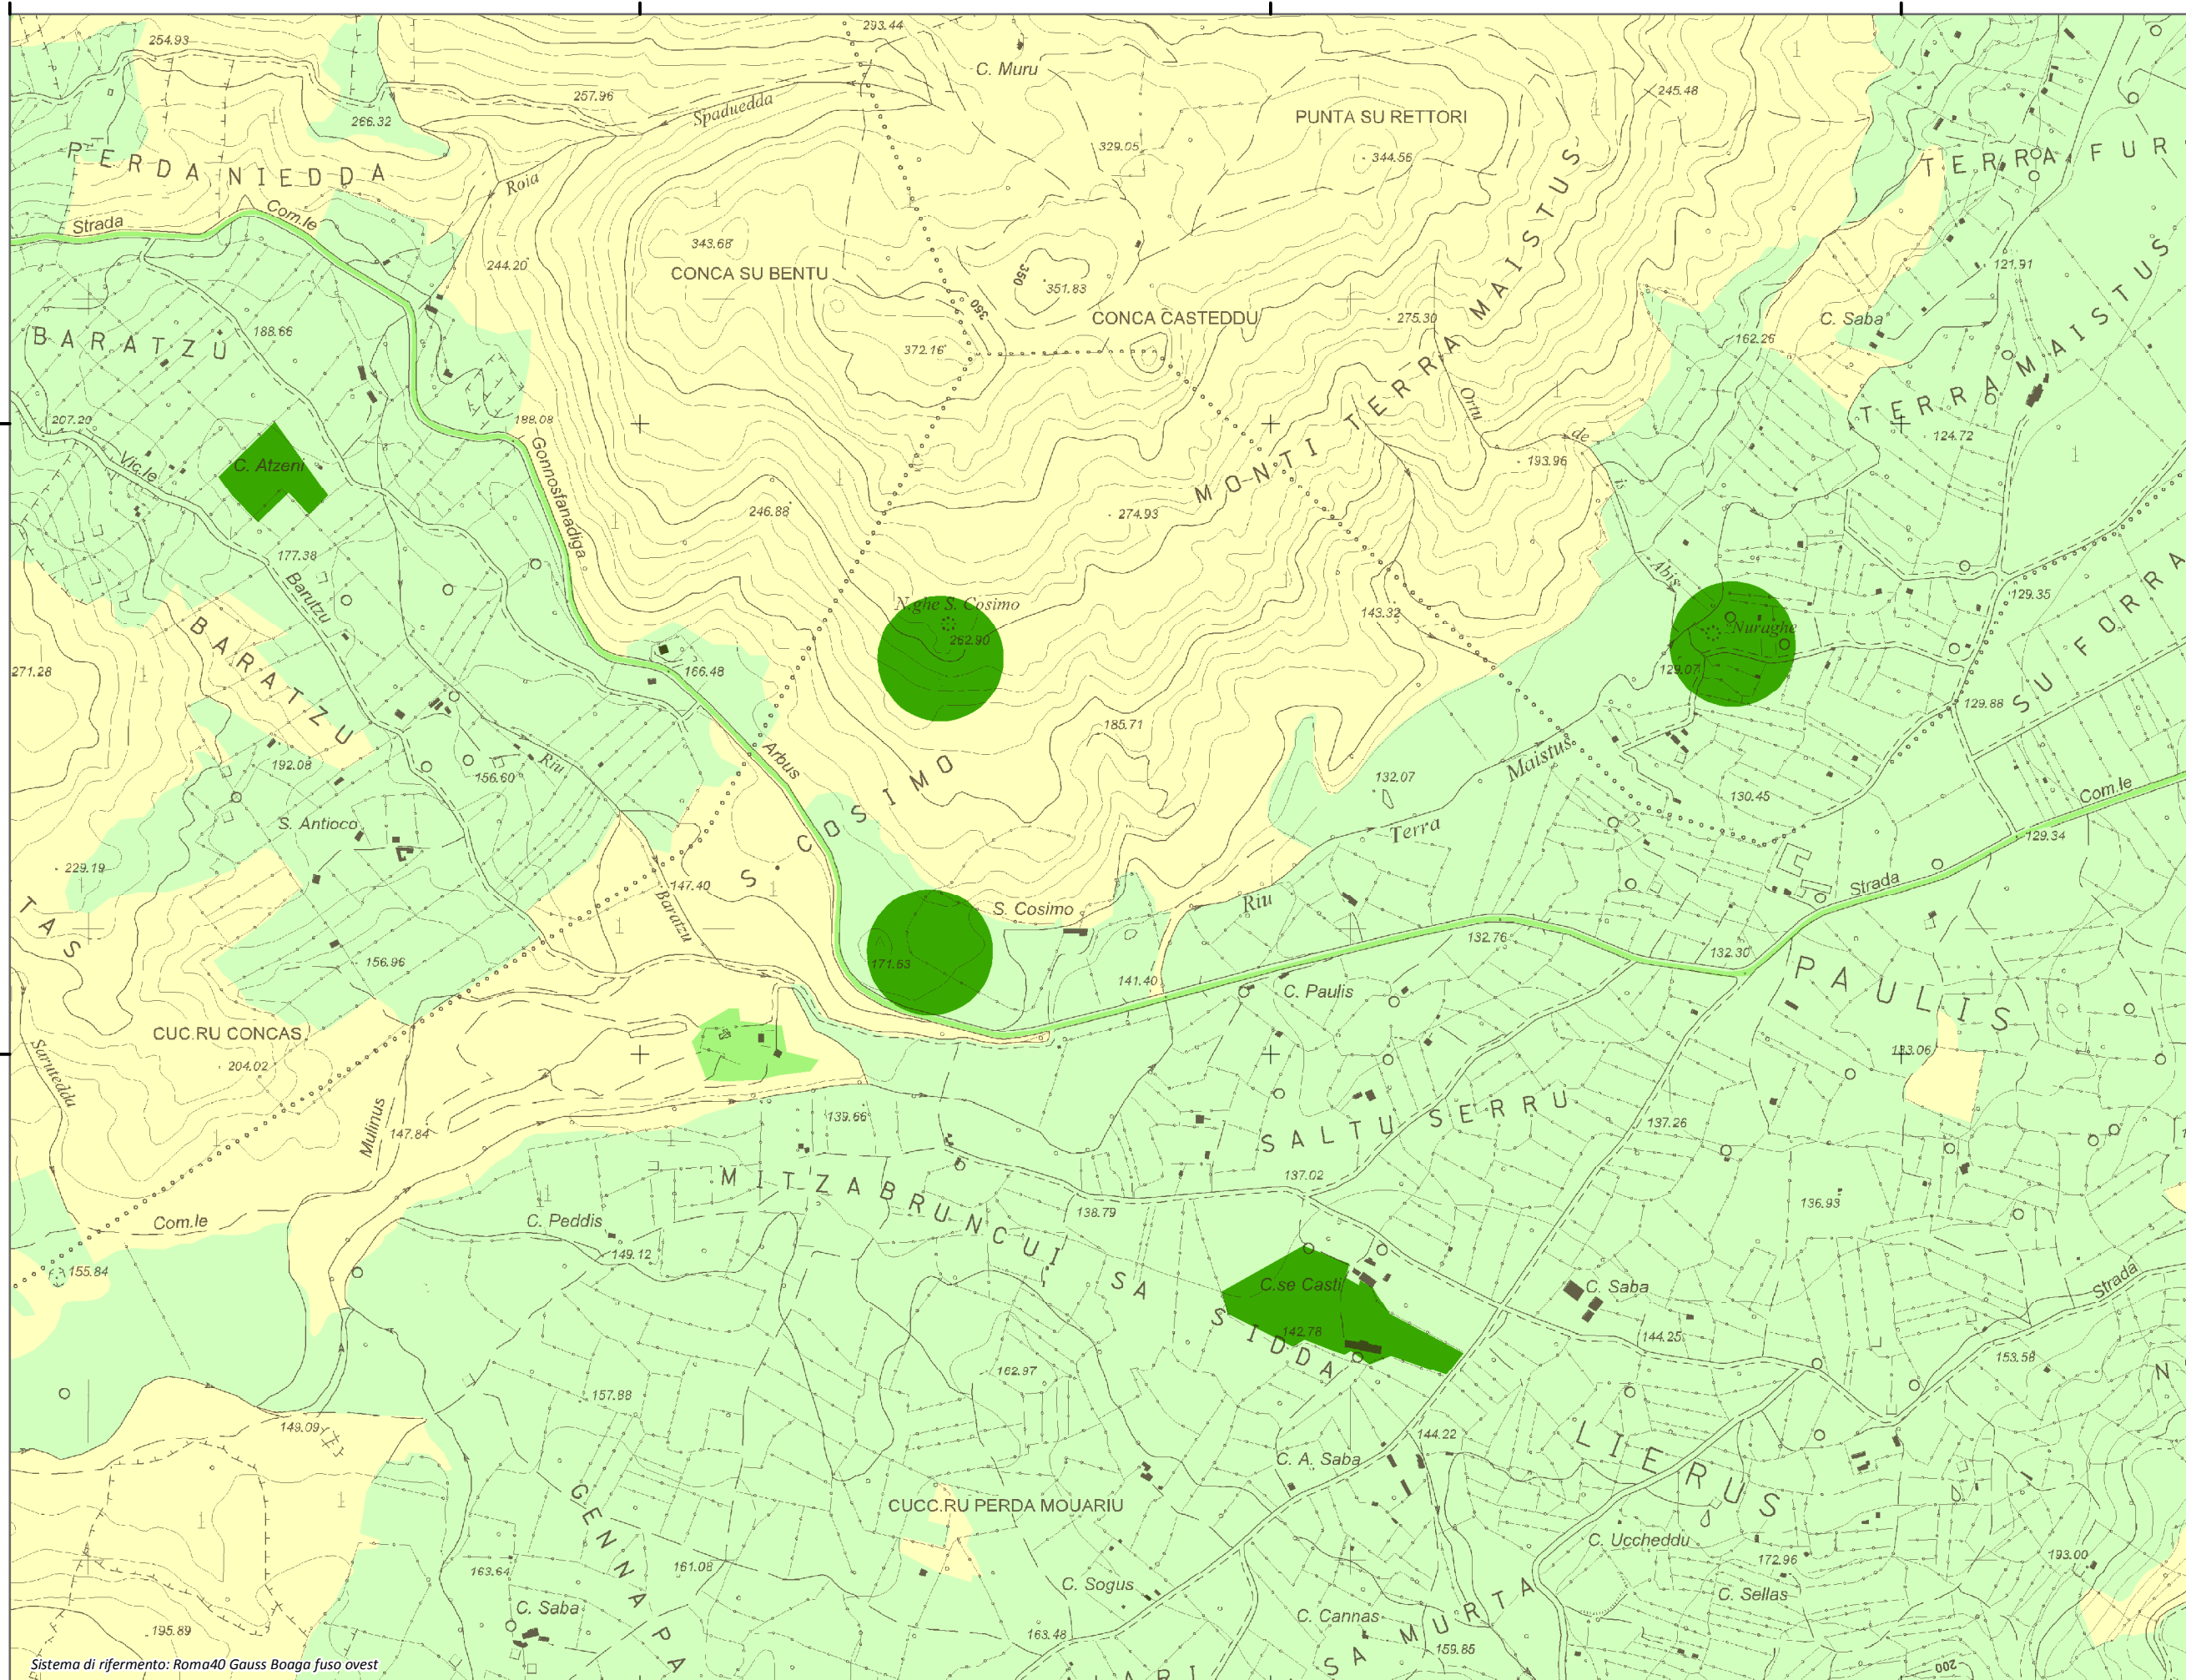 293.44
254.93
C. Muru
257.96
245.48
Spaduedda
PUNTA SU RETTORI
266.32
329.05
344.56
TERRA FUR
PERDA NIEDDA
Roia
Strada
Com.le
343.68
244.20
CONCA SU BENTU
350
351.83
121.91
350
CONCA CASTEDDU
275.30
C. Saba
188.66
BARATZU
372.16
162.26
MONTI TERRA MAISTUS
TERRA MAISTUS
Ortu
207.20
188.08
de
124.72
Vic.le
C. Atzeni
Gonnosfanadiga
193.96
is
246.88
274.93
177.38
Abis
Barutzu
N.ghe S. Cosimo
143.32
129.35
BARATZU
262.90
Nuraghe
SU FORRA
271.28
166.48
129.07
129.88
185.71
Arbus
Maistus
192.08
156.60
Riu
132.07
130.45
Com.le
S. Antioco
S. COSIMO
Terra
129.34
229.19
147.40
Strada
TAS
Baratzu
S. Cosimo
Riu
132.76
132.30
156.96
171.63
141.40
C. Paulis
PAULIS
CUC.RU CONCAS
Sarutedda
204.02
133.06
139.66
Mulinus
147.84
SALTU SERRU
137.26
MITZA BRUNCUI SA SIDDA
137.02
136.93
Com.le
C. Peddis
138.79
149.12
155.84
C.se Casti
C. Saba
Strada
142.78
144.25
153.58
162.97
N
157.88
149.09
144.22
LIERUS
C. A. Saba
GENNA PA
CUCC.RU PERDA MOUARIU
C. Uccheddu
172.96
193.00
163.64
161.08
C. Sogus
C. Sellas
C. Saba
C. Cannas
SA MURTA
195.89
163.48
159.85
Sistema di rifermento: Roma40 Gauss Boaga fuso ovest
ARI
200